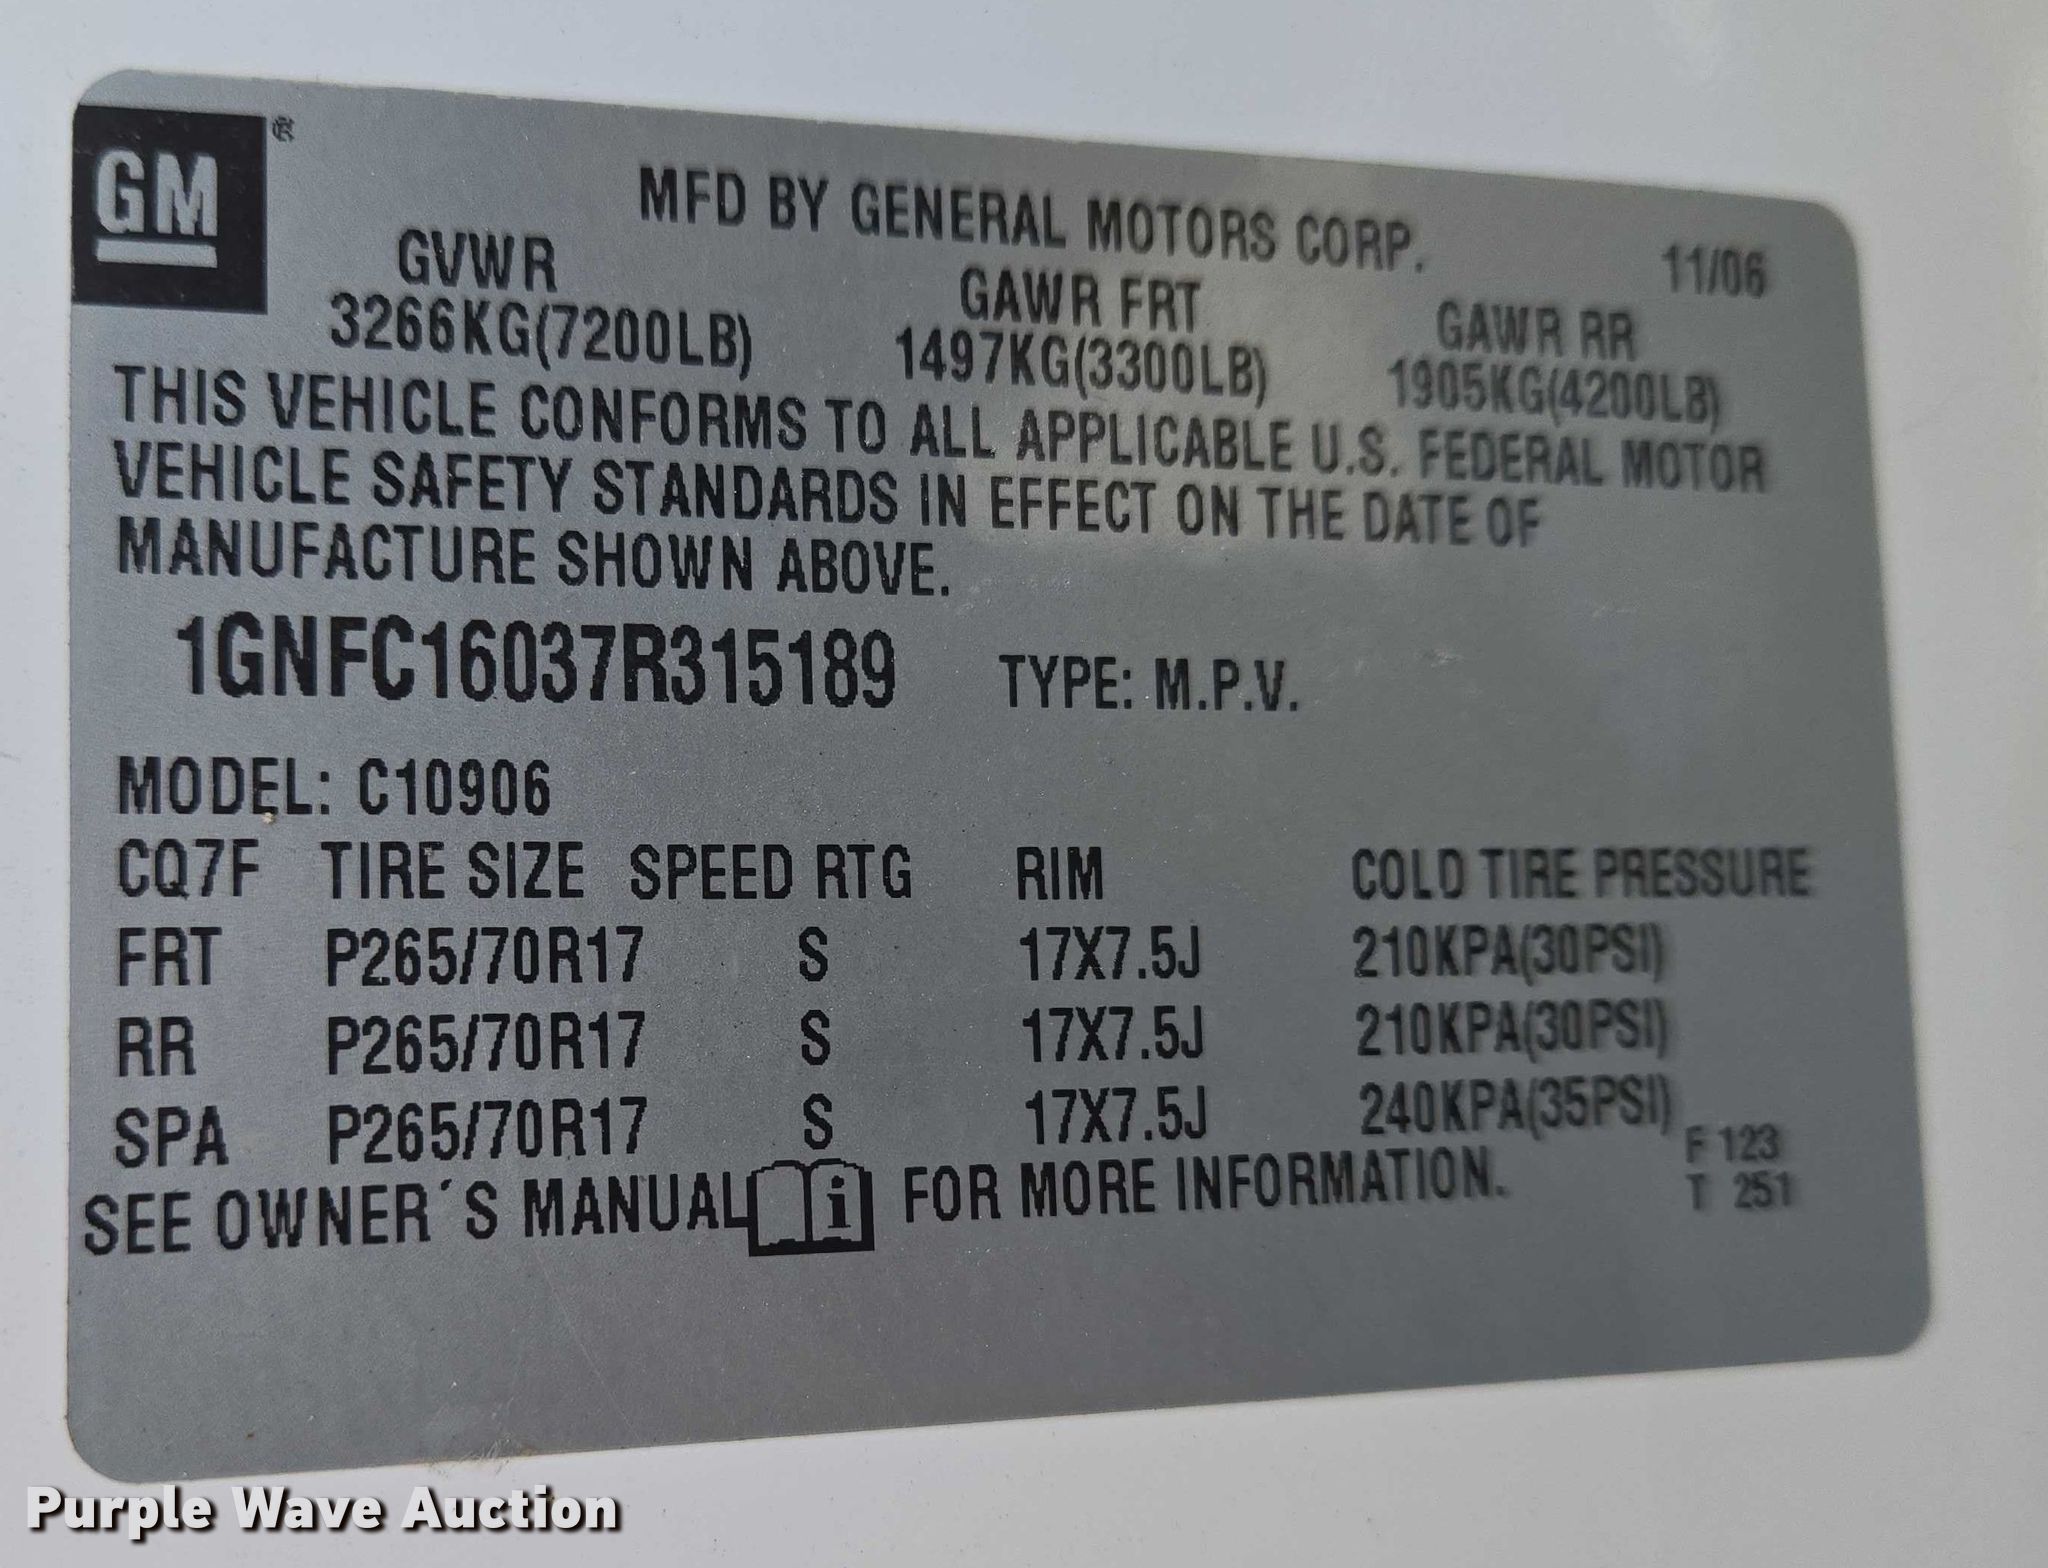 GM®
MFD BY GENERAL MOTORS CORP.
11/06
GVWR
3266KG(7200LB)
GAWR FRT
1497KG(3300LB)
GAWR RR
1905KG(4200LB)
THIS VEHICLE CONFORMS TO ALL APPLICABLE U.S. FEDERAL MOTOR
VEHICLE SAFETY STANDARDS IN EFFECT ON THE DATE OF
MANUFACTURE SHOWN ABOVE.
1GNFC16037R315189 TYPE: M.P.V.
MODEL: C10906
CQ7F TIRE SIZE SPEED RTG RIM COLD TIRE PRESSURE
FRT P265/70R17 S 17X7.5J 210KPA(30PSI)
RR P265/70R17 S 17X7.5J 210KPA(30PSI)
SPA P265/70R17 S 17X7.5J 240KPA(35PSI)
SEE OWNER´S MANUAL i FOR MORE INFORMATION.
F 123
T 251
Purple Wave Auction